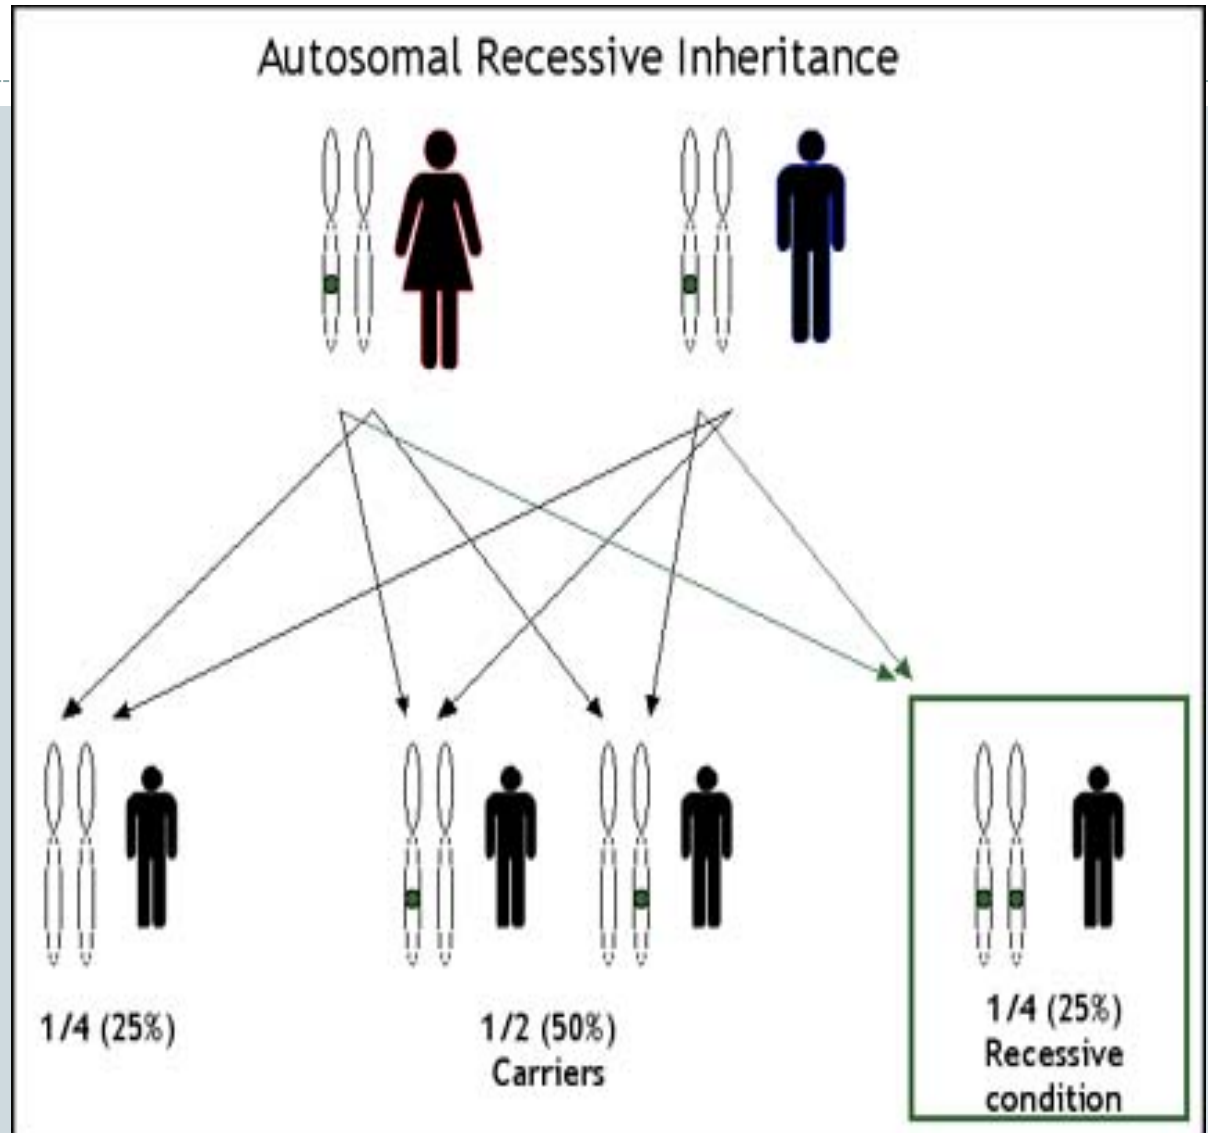 Autosomal Recessive Inheritance
1/4 (25%)
1/2 (50%)
Carriers
1/4 (25%)
Recessive
condition